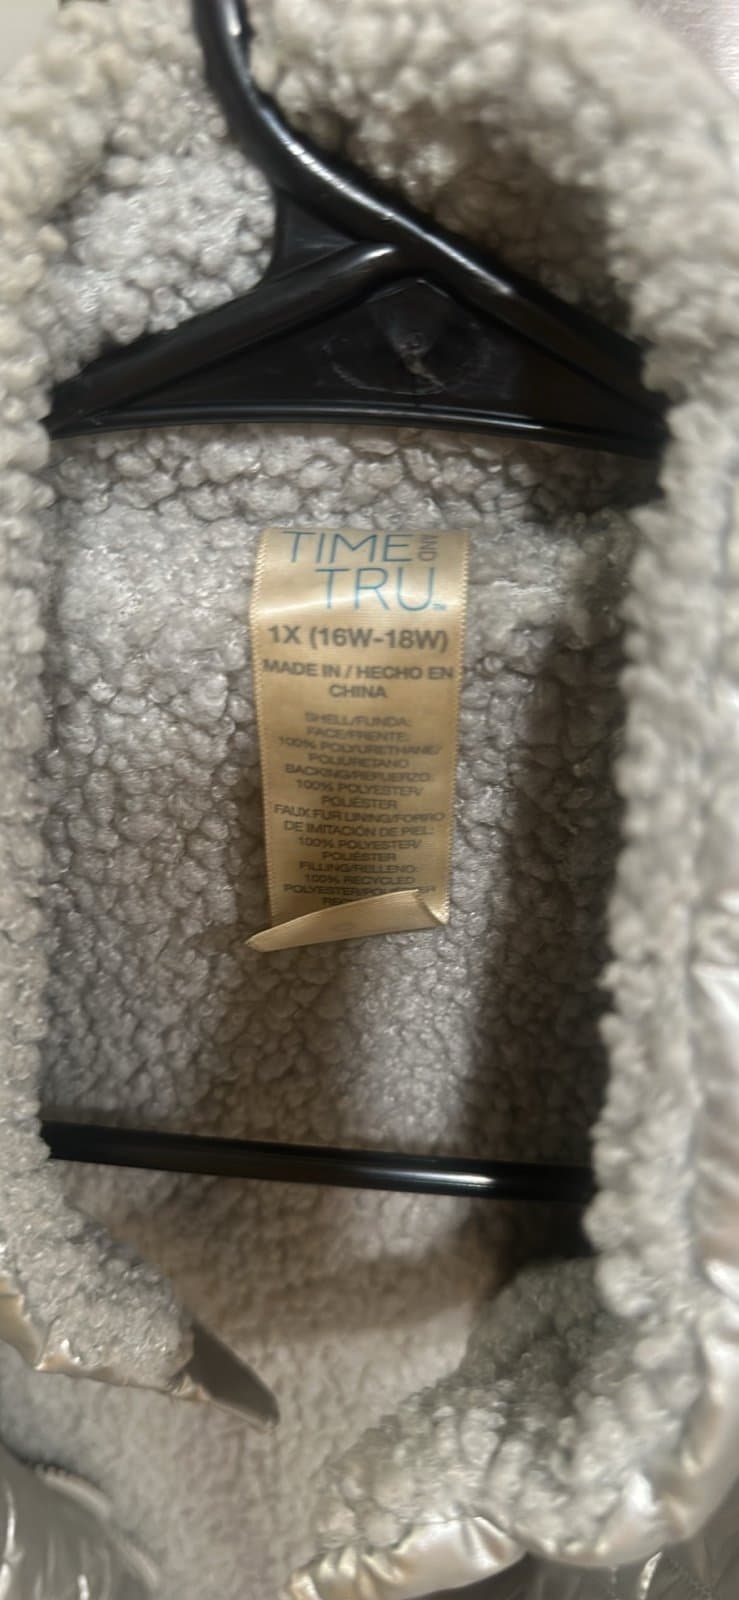 TIME AND
TRU™
1X (16W-18W)
MADE IN / HECHO EN
CHINA
SHELL/FUNDA:
FACE/FRENTE:
100% POLYURETHANE/
POLIURETANO
BACKING/REFUERZO:
100% POLYESTER/
POLIÉSTER
FAUX FUR LINING/FORRO
DE IMITACIÓN DE PIEL:
100% POLYESTER/
POLIÉSTER
FILLING/RELLENO:
100% RECYCLED